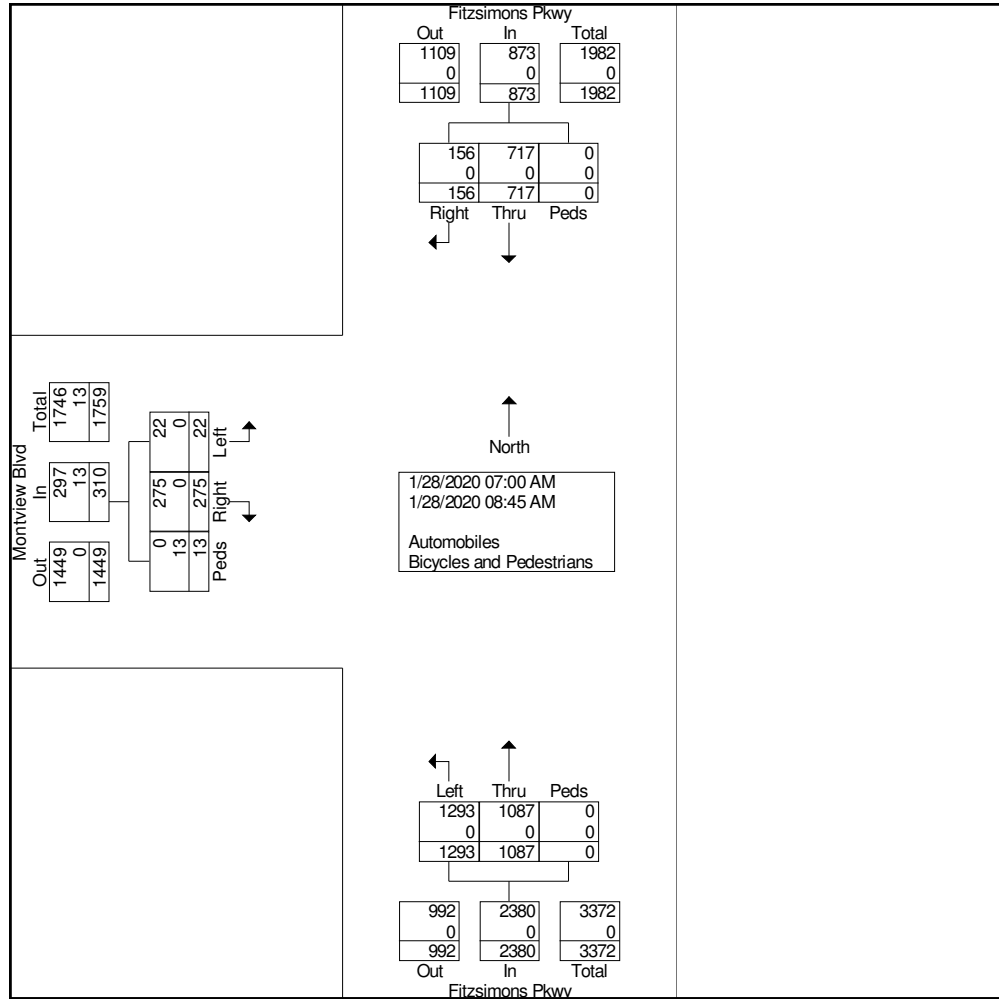 Fitzsimons Pkwy
Out In Total
1109 873 1982
0 0 0
1109 873 1982
156 717 0
0 0 0
156 717 0
Right Thru Peds
Montview Blvd
Total
1746
13
1759
In
297
13
310
Out
1449
0
1449
22
0
22
Left
275
0
275
Right
0
13
13
Peds
North
1/28/2020 07:00 AM
1/28/2020 08:45 AM
Automobiles
Bicycles and Pedestrians
Left Thru Peds
1293 1087 0
0 0 0
1293 1087 0
992 2380 3372
0 0 0
992 2380 3372
Out In Total
Fitzsimons Pkwy